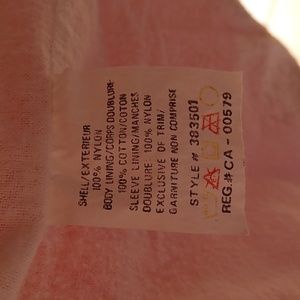 SHELL/EXTERIEUR
100% NYLON
BODY LINING/CORPS DOUBLURE:
100% COTTON/COTON
SLEEVE LINING/MANCHES
DOUBLURE 100% NYLON
EXCLUSIVE OF TRIM/
GARNITURE NON COMPRISE
STYLE # 383501
REG.#CA - 00579